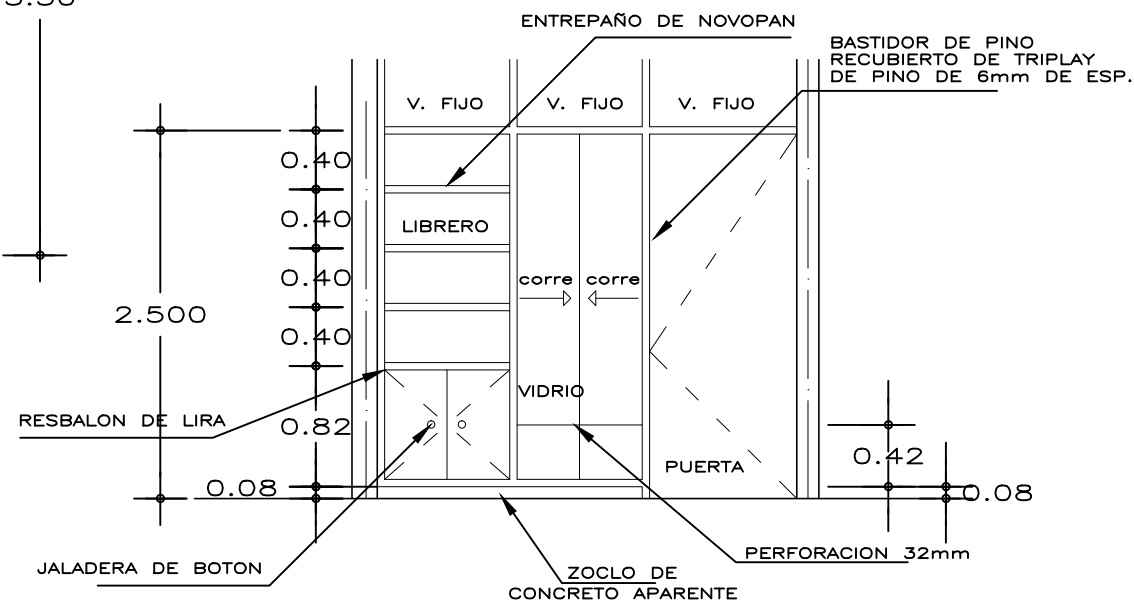 ENTREPAÑO DE NOVOPAN
BASTIDOR DE PINO
RECUBIERTO DE TRIPLAY
DE PINO DE 6mm DE ESP.
V. FIJO
V. FIJO
V. FIJO
0.40
0.40
LIBRERO
0.40
corre
corre
2.500
0.40
VIDRIO
RESBALON DE LIRA
0.82
0.42
PUERTA
0.08
0.08
PERFORACION 32mm
JALADERA DE BOTON
ZOCLO DE
CONCRETO APARENTE